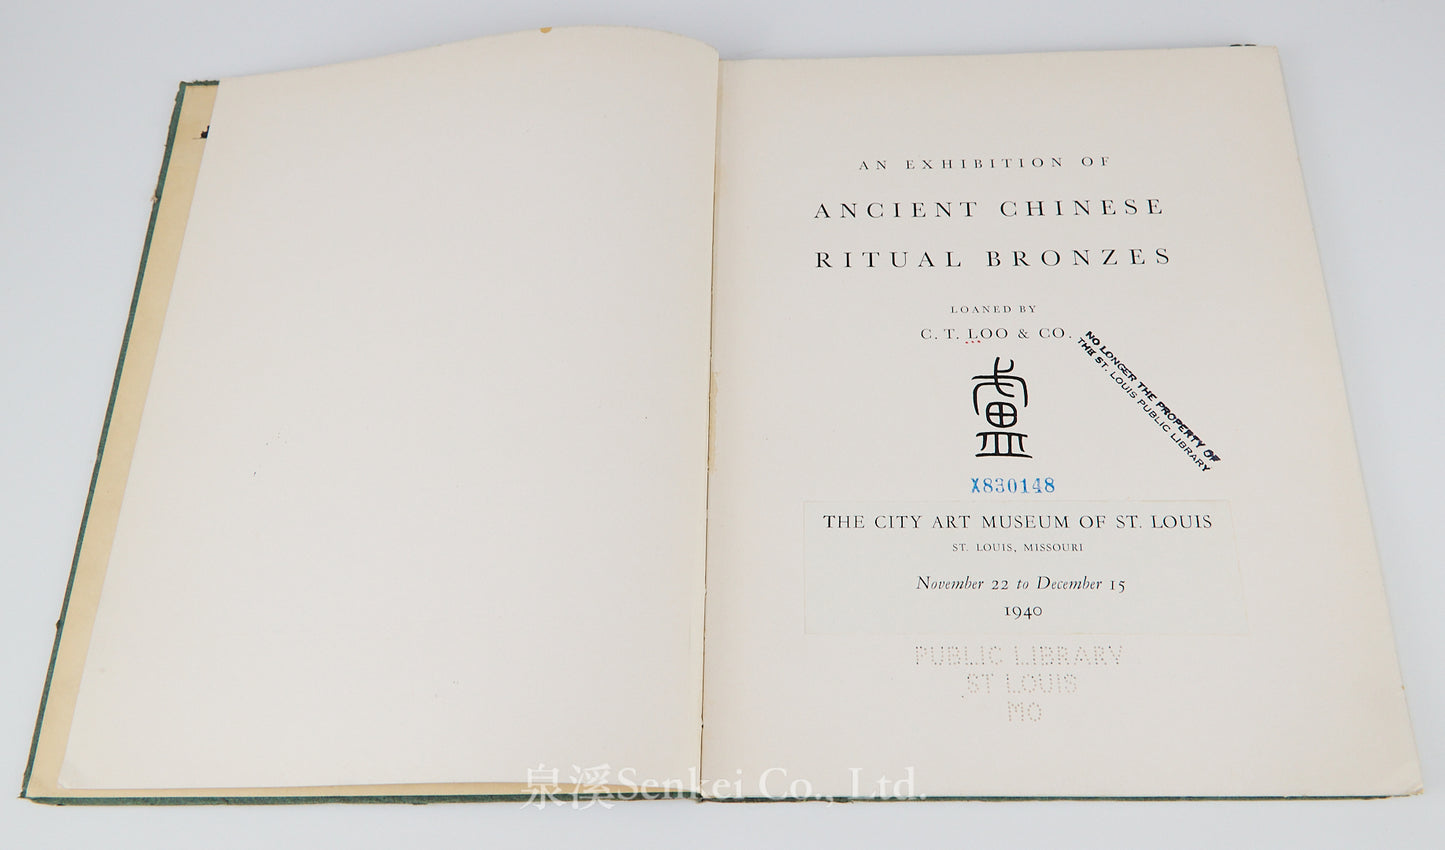 AN EXHIBITION OF
ANCIENT CHINESE
RITUAL BRONZES
LOANED BY
C. T. LOO & CO.
NO LONGER THE PROPERTY OF
THE ST. LOUIS PUBLIC LIBRARY
X830148
THE CITY ART MUSEUM OF ST. LOUIS
ST. LOUIS, MISSOURI
November 22 to December 15
1940
PUBLIC LIBRARY
ST LOUIS
MO
泉溪Senkei Co., Ltd.